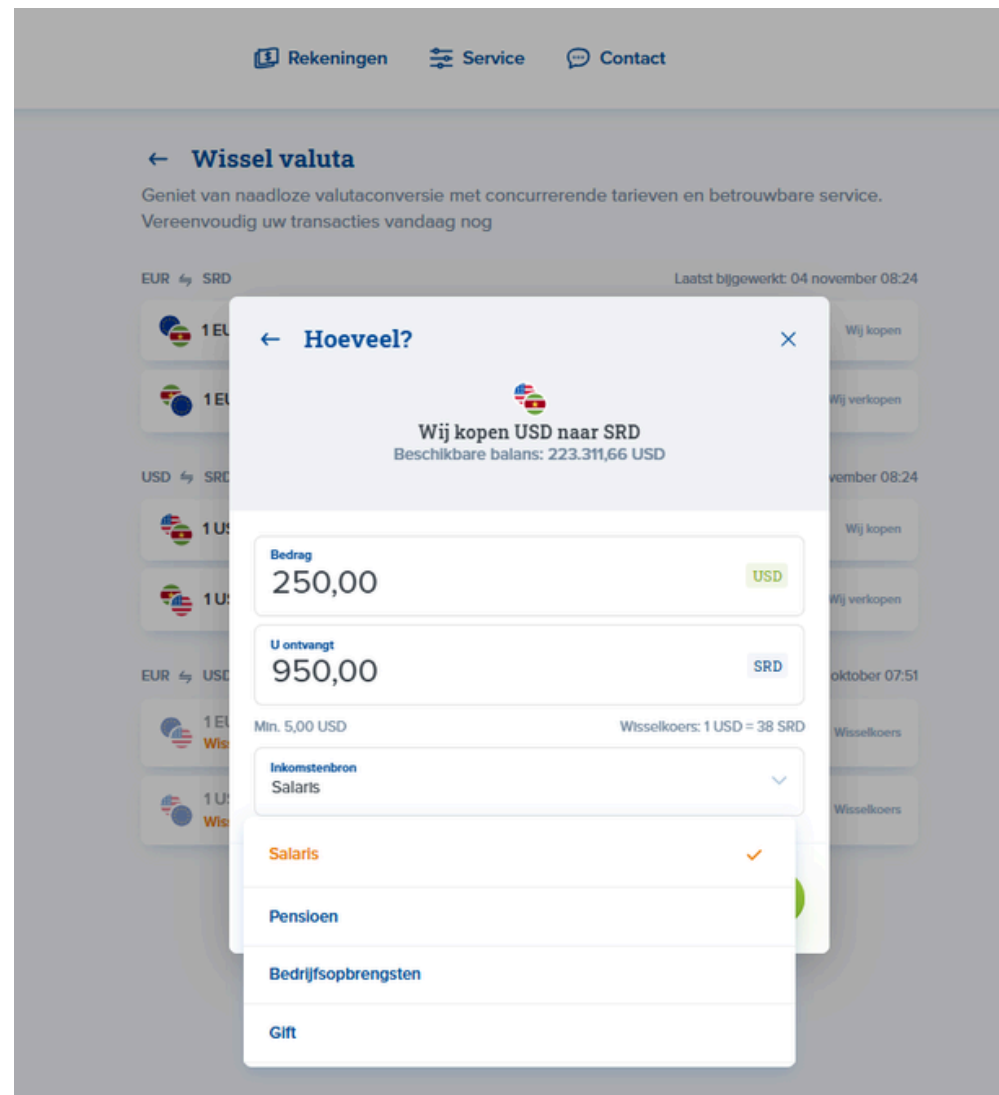 Rekeningen Service Contact
← Wissel valuta
Geniet van naadloze valutaconversie met concurrerende tarieven en betrouwbare service.
Vereenvoudig uw transacties vandaag nog
EUR ⇋ SRD Laatst bijgewerkt: 04 november 08:24
1 EU Wij kopen
1 EU Wij verkopen
← Hoeveel? ×
Wij kopen USD naar SRD
Beschikbare balans: 223.311,66 USD
USD ⇋ SRD vember 08:24
1 US Wij kopen
1 US Wij verkopen
Bedrag
250,00 USD
U ontvangt
950,00 SRD
EUR ⇋ USD oktober 07:51
Min. 5,00 USD Wisselkoers: 1 USD = 38 SRD
1 EU Wisselkoers
Wis
Inkomstenbron
Salaris
1 US Wisselkoers
Wis
Salaris ✓
Pensioen
Bedrijfsopbrengsten
Gift